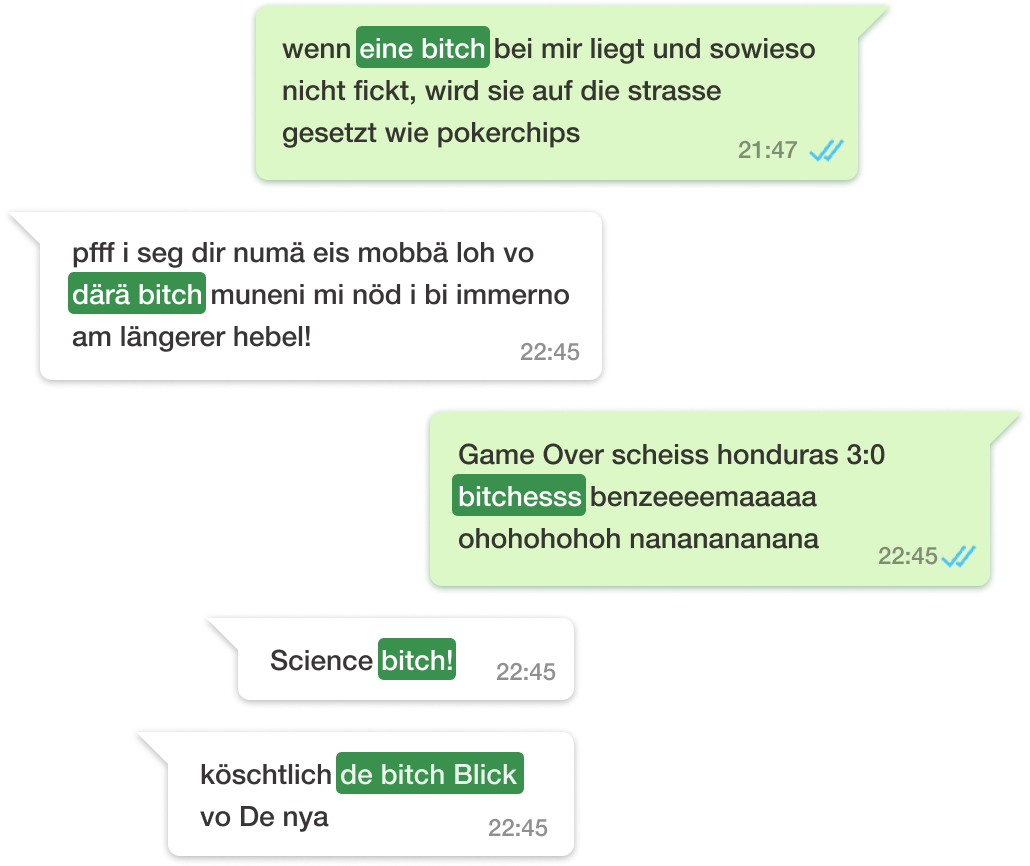 wenn eine bitch bei mir liegt und sowieso
nicht fickt, wird sie auf die strasse
gesetzt wie pokerchips
21:47
pfff i seg dir numä eis mobbä loh vo
därä bitch muneni mi nöd i bi immerno
am längerer hebel!
22:45
Game Over scheiss honduras 3:0
bitchesss benzeeeemaaaaa
ohohohohoh nanananananana
22:45
Science bitch!
22:45
köschtlich de bitch Blick
vo De nya
22:45